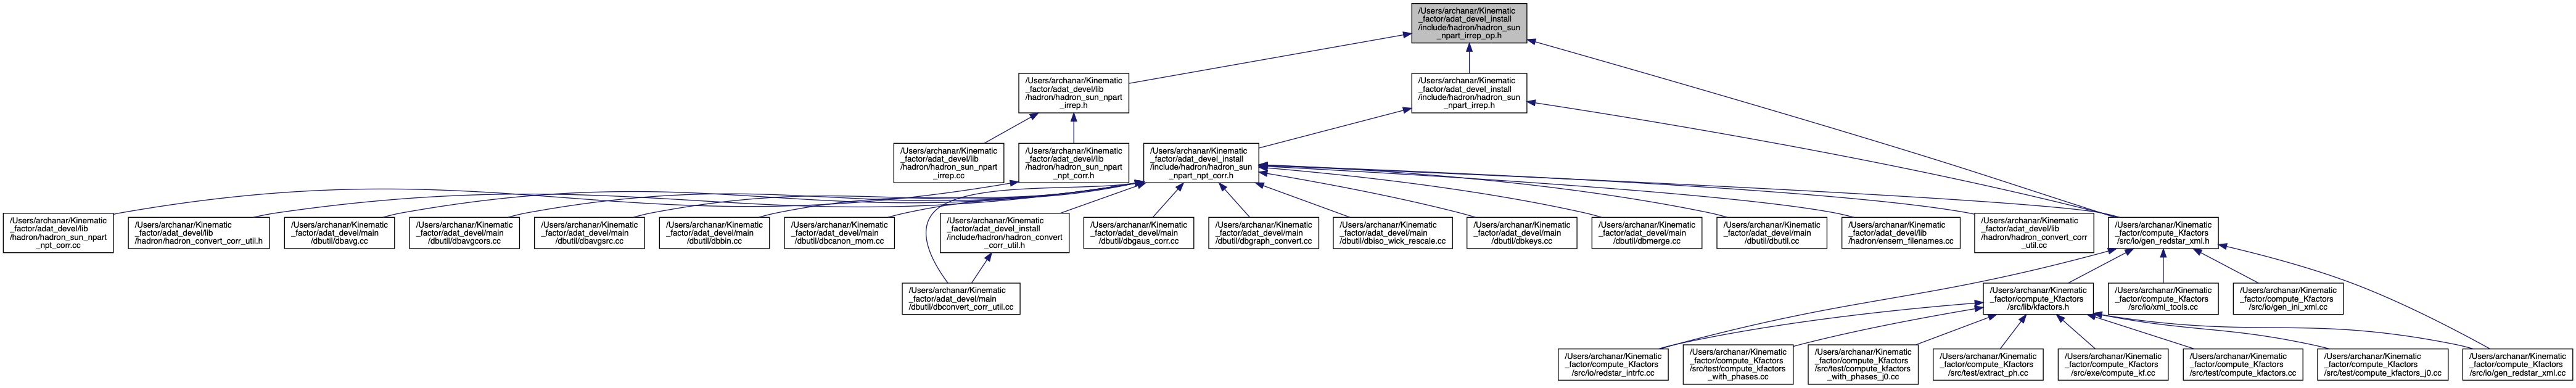 /Users/archanar/Kinematic
_factor/adat_devel_install
/include/hadron/hadron_sun
_npart_irrep_op.h
/Users/archanar/Kinematic
_factor/adat_devel/lib
/hadron/hadron_sun_npart
_irrep.h
/Users/archanar/Kinematic
_factor/adat_devel_install
/include/hadron/hadron_sun
_npart_irrep.h
/Users/archanar/Kinematic
_factor/adat_devel/lib
/hadron/hadron_sun_npart
_irrep.cc
/Users/archanar/Kinematic
_factor/adat_devel/lib
/hadron/hadron_sun_npart
_npt_corr.h
/Users/archanar/Kinematic
_factor/adat_devel_install
/include/hadron/hadron_sun
_npart_npt_corr.h
/Users/archanar/Kinematic
_factor/adat_devel/lib
/hadron/hadron_sun_npart
_npt_corr.cc
/Users/archanar/Kinematic
_factor/adat_devel/lib
/hadron/hadron_convert_corr_util.h
/Users/archanar/Kinematic
_factor/adat_devel/main
/dbutil/dbavg.cc
/Users/archanar/Kinematic
_factor/adat_devel/main
/dbutil/dbavgcors.cc
/Users/archanar/Kinematic
_factor/adat_devel/main
/dbutil/dbavgsrc.cc
/Users/archanar/Kinematic
_factor/adat_devel/main
/dbutil/dbbin.cc
/Users/archanar/Kinematic
_factor/adat_devel/main
/dbutil/dbcanon_mom.cc
/Users/archanar/Kinematic
_factor/adat_devel_install
/include/hadron/hadron_convert
_corr_util.h
/Users/archanar/Kinematic
_factor/adat_devel/main
/dbutil/dbgaus_corr.cc
/Users/archanar/Kinematic
_factor/adat_devel/main
/dbutil/dbgraph_convert.cc
/Users/archanar/Kinematic
_factor/adat_devel/main
/dbutil/dbiso_wick_rescale.cc
/Users/archanar/Kinematic
_factor/adat_devel/main
/dbutil/dbkeys.cc
/Users/archanar/Kinematic
_factor/adat_devel/main
/dbutil/dbmerge.cc
/Users/archanar/Kinematic
_factor/adat_devel/main
/dbutil/dbutil.cc
/Users/archanar/Kinematic
_factor/adat_devel/lib
/hadron/ensem_filenames.cc
/Users/archanar/Kinematic
_factor/adat_devel/lib
/hadron/hadron_convert_corr
_util.cc
/Users/archanar/Kinematic
_factor/compute_Kfactors
/src/io/gen_redstar_xml.h
/Users/archanar/Kinematic
_factor/adat_devel/main
/dbutil/dbconvert_corr_util.cc
/Users/archanar/Kinematic
_factor/compute_Kfactors
/src/lib/kfactors.h
/Users/archanar/Kinematic
_factor/compute_Kfactors
/src/io/xml_tools.cc
/Users/archanar/Kinematic
_factor/compute_Kfactors
/src/io/gen_ini_xml.cc
/Users/archanar/Kinematic
_factor/compute_Kfactors
/src/io/redstar_intrfc.cc
/Users/archanar/Kinematic
_factor/compute_Kfactors
/src/test/compute_kfactors
_with_phases.cc
/Users/archanar/Kinematic
_factor/compute_Kfactors
/src/test/compute_kfactors
_with_phases_j0.cc
/Users/archanar/Kinematic
_factor/compute_Kfactors
/src/test/extract_ph.cc
/Users/archanar/Kinematic
_factor/compute_Kfactors
/src/exe/compute_kf.cc
/Users/archanar/Kinematic
_factor/compute_Kfactors
/src/test/compute_kfactors.cc
/Users/archanar/Kinematic
_factor/compute_Kfactors
/src/test/compute_kfactors_j0.cc
/Users/archanar/Kinematic
_factor/compute_Kfactors
/src/io/gen_redstar_xml.cc